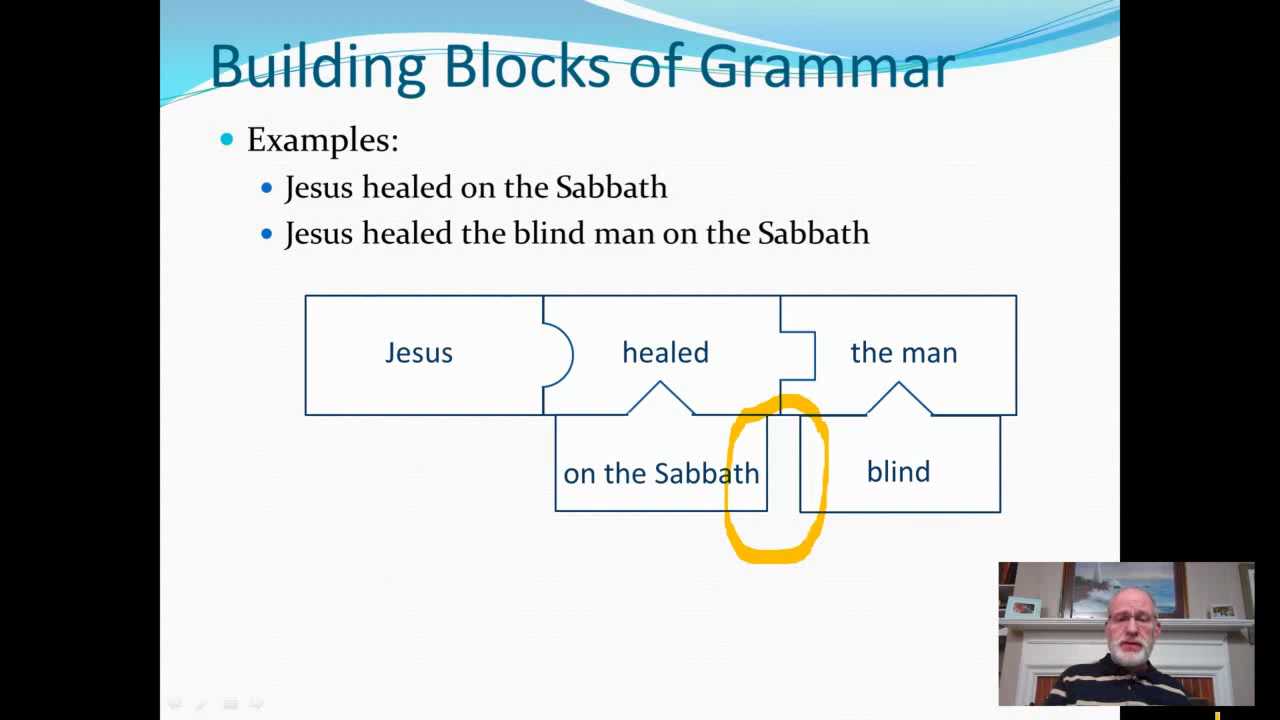 Building Blocks of Grammar
Examples:
Jesus healed on the Sabbath
Jesus healed the blind man on the Sabbath
Jesus healed the man
on the Sabbath blind